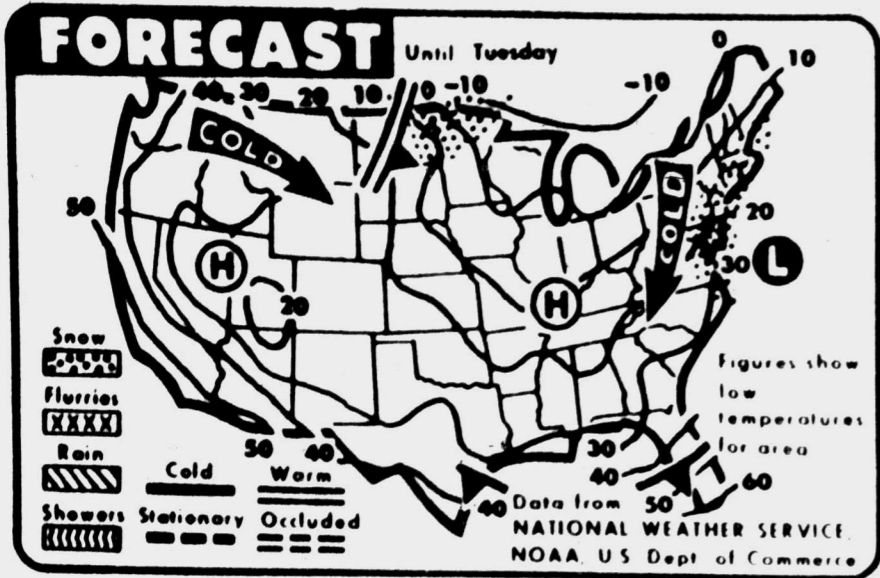 FORECAST
Until Tuesday
0
10
40
30
20
10
0
-10
-10
COLD
COLD
50
20
H
30
L
H
20
Snow
Flurries
Rain
Showers
Cold
Warm
Stationary
Occluded
50
40
30
40
40
50
60
Figures show
low
temperatures
for area
Data from
NATIONAL WEATHER SERVICE,
NOAA, U S Dept of Commerce